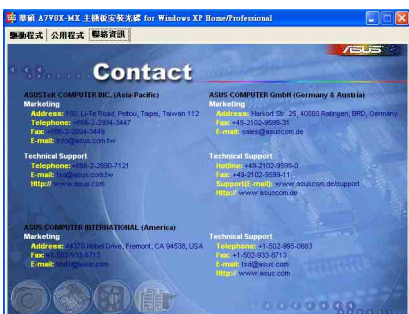 華碩 A7V8X-MX 主機板安裝光碟 for Windows XP Home/Professional
驅動程式 公用程式 聯絡資訊
ASUS
Contact
ASUSTeK COMPUTER INC. (Asia-Pacific)
Marketing
Address: 150, Li-Te Road, Peitou, Taipei, Taiwan 112
Telephone: +886-2-2894-3447
Fax: +886-2-2894-3449
E-mail: info@asus.com.tw
Technical Support
Telephone: +886-2-2890-7121
E-mail: tsd@asus.com.tw
Http:// www.asus.com
ASUS COMPUTER INTERNATIONAL (America)
Marketing
Address: 44370 Nobel Drive, Fremont, CA 94538, USA
Fax: +1-502-933-8713
E-mail: tmd1@asus.com
ASUS COMPUTER GmbH (Germany & Austria)
Marketing
Address: Harkort Str. 25, 40880 Ratingen, BRD, Germany
Fax: +49-2102-9599-31
E-mail: sales@asuscom.de
Technical Support
Hotline: +49-2102-9599-0
Fax: +49-2102-9599-11
Support(E-mail): www.asuscom.de/support
Http:// www.asuscom.de
Technical Support
Telephone: +1-502-995-0883
Fax: +1-502-933-8713
E-mail: tsd@asus.com
Http:// www.asus.com